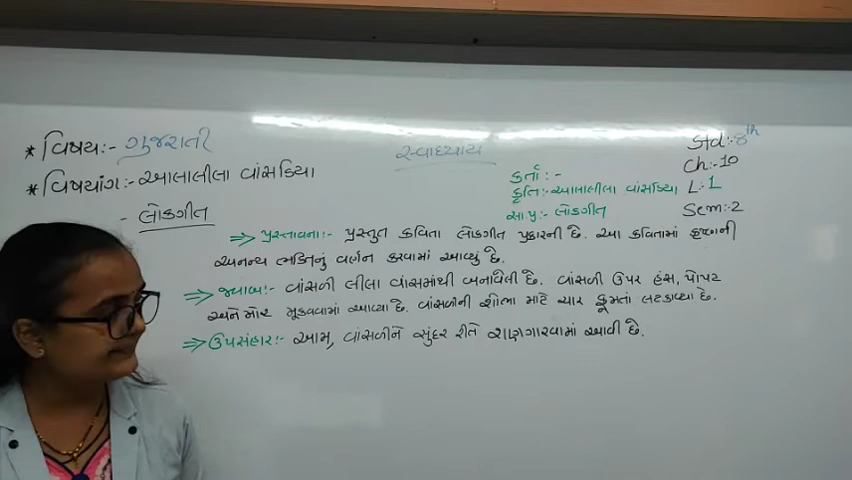 * વિષય:- ગુજરાતી
સ્વાધ્યાય
Std:- 8th
* વિષયાંગ:- આલાલીલા વાંસળિયા
કર્તા :-
Ch:- 10
કૃતિ:- આલાલીલા વાંસળિયા
L:- 1
- લોકગીત
સા.પ્ર:- લોકગીત
Sem:-2
⇒ પ્રસ્તાવના:- પ્રસ્તુત કવિતા લોકગીત પ્રકારની છે. આ કવિતામાં કૃષ્ણની
અનન્ય ભક્તિનું વર્ણન કરવામાં આવ્યું છે.
⇒ જવાબ:- વાંસળી લીલા વાંસમાંથી બનાવેલી છે. વાંસળી ઉપર હંસ, પોપટ
અને મોર મૂકવામાં આવ્યા છે. વાંસળીની શોભા માટે ચાર ઝૂમતાં લટકાવ્યા છે.
⇒ ઉપસંહાર:- આમ, વાંસળીને સુંદર રીતે શણગારવામાં આવી છે.